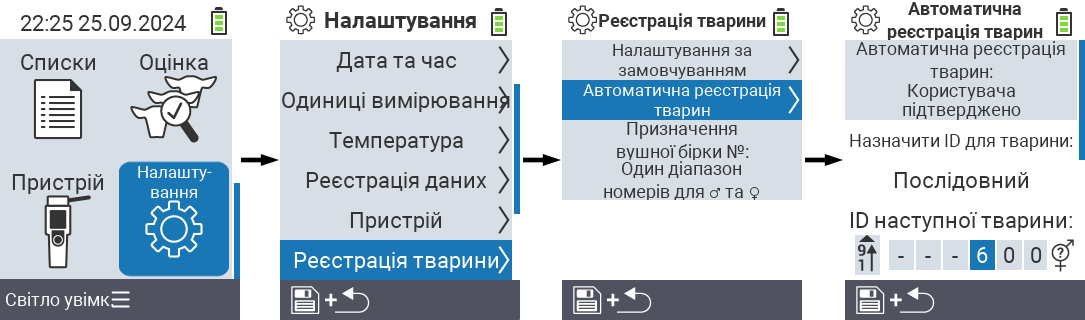 22:25 25.09.2024
Списки
Оцінка
Пристрій
Налашту-
вання
Світло увімк.
Налаштування
Дата та час
Одиниці вимірювання
Температура
Реєстрація даних
Пристрій
Реєстрація тварини
+
Реєстрація тварини
Налаштування за
замовчуванням
Автоматична реєстрація
тварин
Призначення
вушної бірки №:
Один діапазон
номерів для ♂ та ♀
+
Автоматична
реєстрація тварин
Автоматична реєстрація
тварин:
Користувача
підтверджено
Назначити ID для тварини:
Послідовний
ID наступної тварини:
9
1
- - - 6 0 0 ?
+